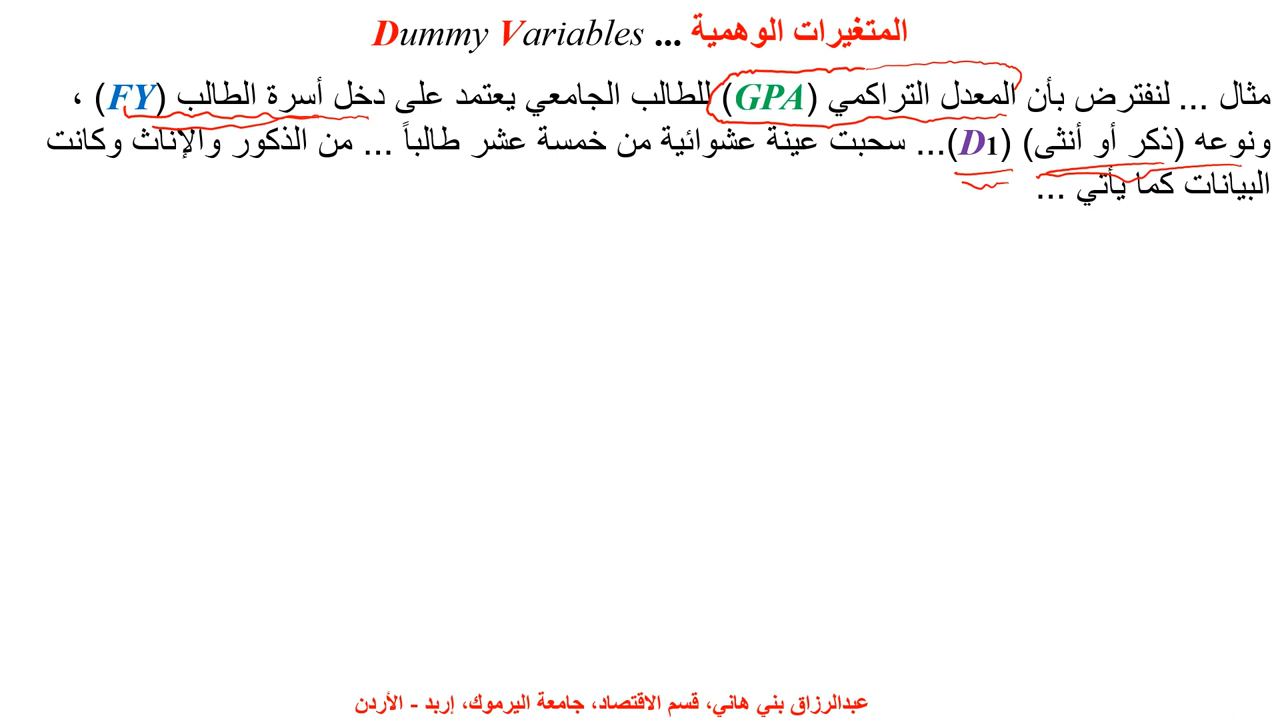 المتغيرات الوهمية ... Dummy Variables
مثال ... لنفترض بأن المعدل التراكمي (GPA) للطالب الجامعي يعتمد على دخل أسرة الطالب (FY) ،
ونوعه (ذكر أو أنثى) (D1)... سحبت عينة عشوائية من خمسة عشر طالباً ... من الذكور والإناث وكانت
البيانات كما يأتي ...
عبدالرزاق بني هاني، قسم الاقتصاد، جامعة اليرموك، إربد - الأردن